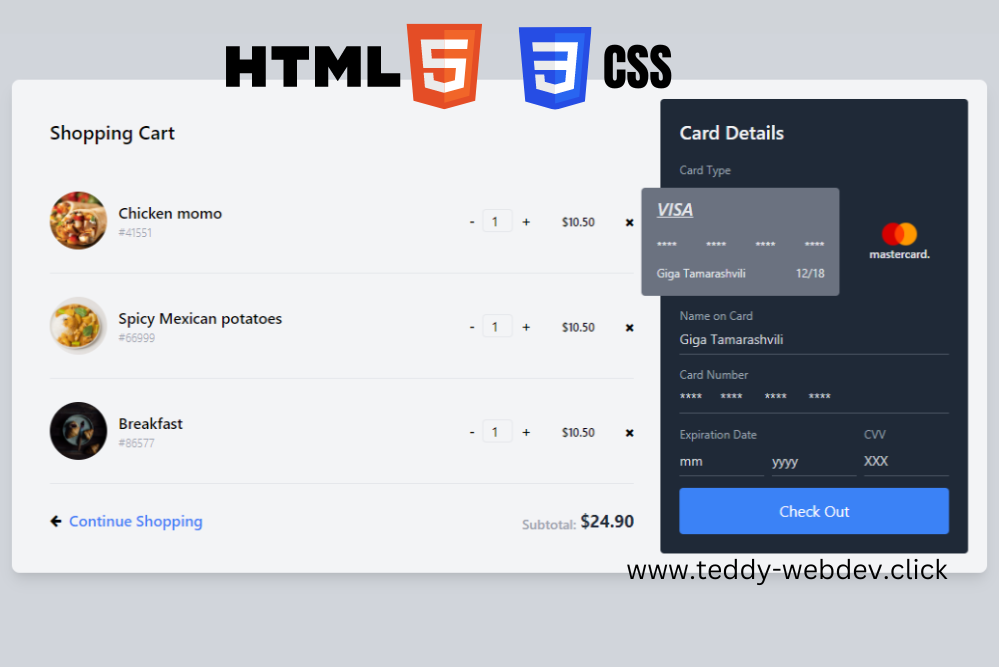 HTML 5 3 CSS
Shopping Cart
Chicken momo
#41551
- 1 + $10.50 ×
Spicy Mexican potatoes
#66999
- 1 + $10.50 ×
Breakfast
#86577
- 1 + $10.50 ×
← Continue Shopping
Subtotal: $24.90
Card Details
Card Type
VISA
**** **** **** ****
Giga Tamarashvili 12/18
mastercard.
Name on Card
Giga Tamarashvili
Card Number
**** **** **** ****
Expiration Date CVV
mm yyyy XXX
Check Out
www.teddy-webdev.click